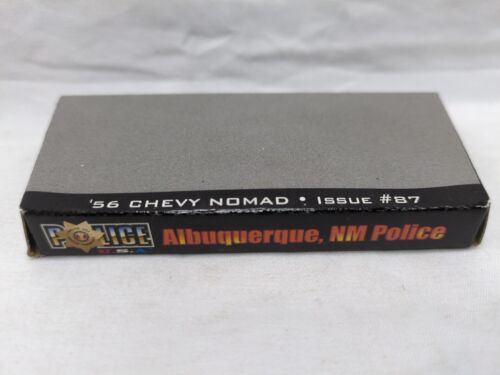 '56 CHEVY NOMAD • ISSUE #87
POLICE
U.S.A
Albuquerque, NM Police